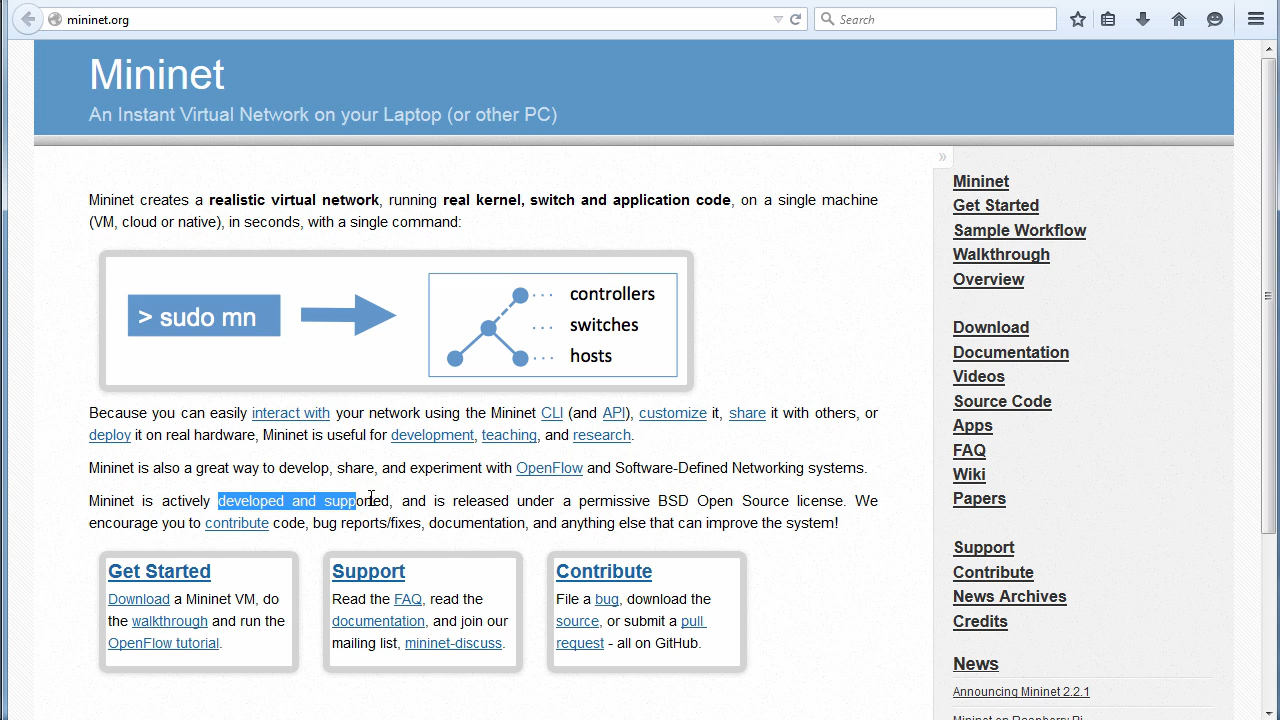 mininet.org
Search
Mininet
An Instant Virtual Network on your Laptop (or other PC)
»
Mininet creates a realistic virtual network, running real kernel, switch and application code, on a single machine
(VM, cloud or native), in seconds, with a single command:
> sudo mn
controllers
switches
hosts
Because you can easily interact with your network using the Mininet CLI (and API), customize it, share it with others, or
deploy it on real hardware, Mininet is useful for development, teaching, and research.
Mininet is also a great way to develop, share, and experiment with OpenFlow and Software-Defined Networking systems.
Mininet is actively developed and supported, and is released under a permissive BSD Open Source license. We
encourage you to contribute code, bug reports/fixes, documentation, and anything else that can improve the system!
Get Started
Download a Mininet VM, do
the walkthrough and run the
OpenFlow tutorial.
Support
Read the FAQ, read the
documentation, and join our
mailing list, mininet-discuss.
Contribute
File a bug, download the
source, or submit a pull
request - all on GitHub.
Mininet
Get Started
Sample Workflow
Walkthrough
Overview
Download
Documentation
Videos
Source Code
Apps
FAQ
Wiki
Papers
Support
Contribute
News Archives
Credits
News
Announcing Mininet 2.2.1
Mininet on Raspberry Pi